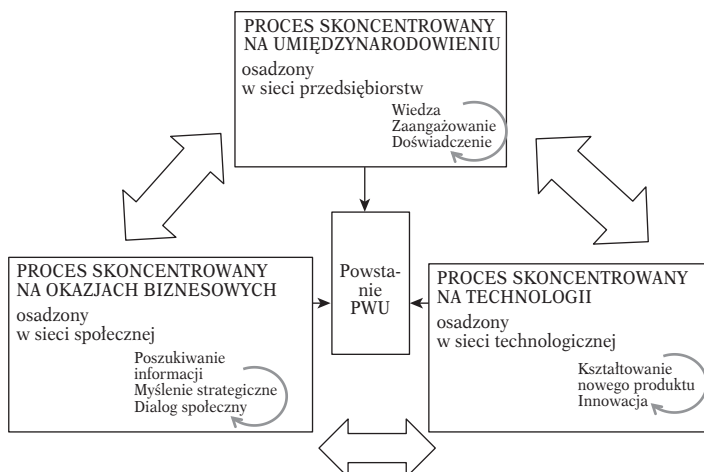 PROCES SKONCENTROWANY
NA UMIĘDZYNARODOWIENIU
osadzony
w sieci przedsiębiorstw
Wiedza
Zaangażowanie
Doświadczenie
Powsta-
nie
PWU
PROCES SKONCENTROWANY
NA OKAZJACH BIZNESOWYCH
osadzony
w sieci społecznej
Poszukiwanie
informacji
Myślenie strategiczne
Dialog społeczny
PROCES SKONCENTROWANY
NA TECHNOLOGII
osadzony
w sieci technologicznej
Kształtowanie
nowego produktu
Innowacja